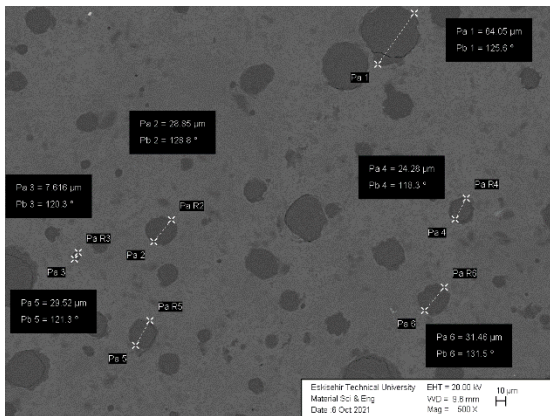 Pa 1 = 64.05 µm
Pb 1 = 125.6 °
Pa 1
Pa 2 = 28.85 µm
Pb 2 = 128.8 °
Pa 3 = 7.616 µm
Pb 3 = 120.3 °
Pa 4 = 24.28 µm
Pb 4 = 118.3 °
Pa R4
Pa R2
Pa 4
Pa R3
Pa 2
Pa 3
Pa R6
Pa 5 = 29.52 µm
Pb 5 = 121.3 °
Pa R5
Pa 6
Pa 5
Pa 6 = 31.46 µm
Pb 6 = 131.5 °
Eskisehir Technical University EHT = 20.00 kV 10 µm
Material Sci & Eng WD = 9.6 mm
Date :6 Oct 2021 Mag = 500 X